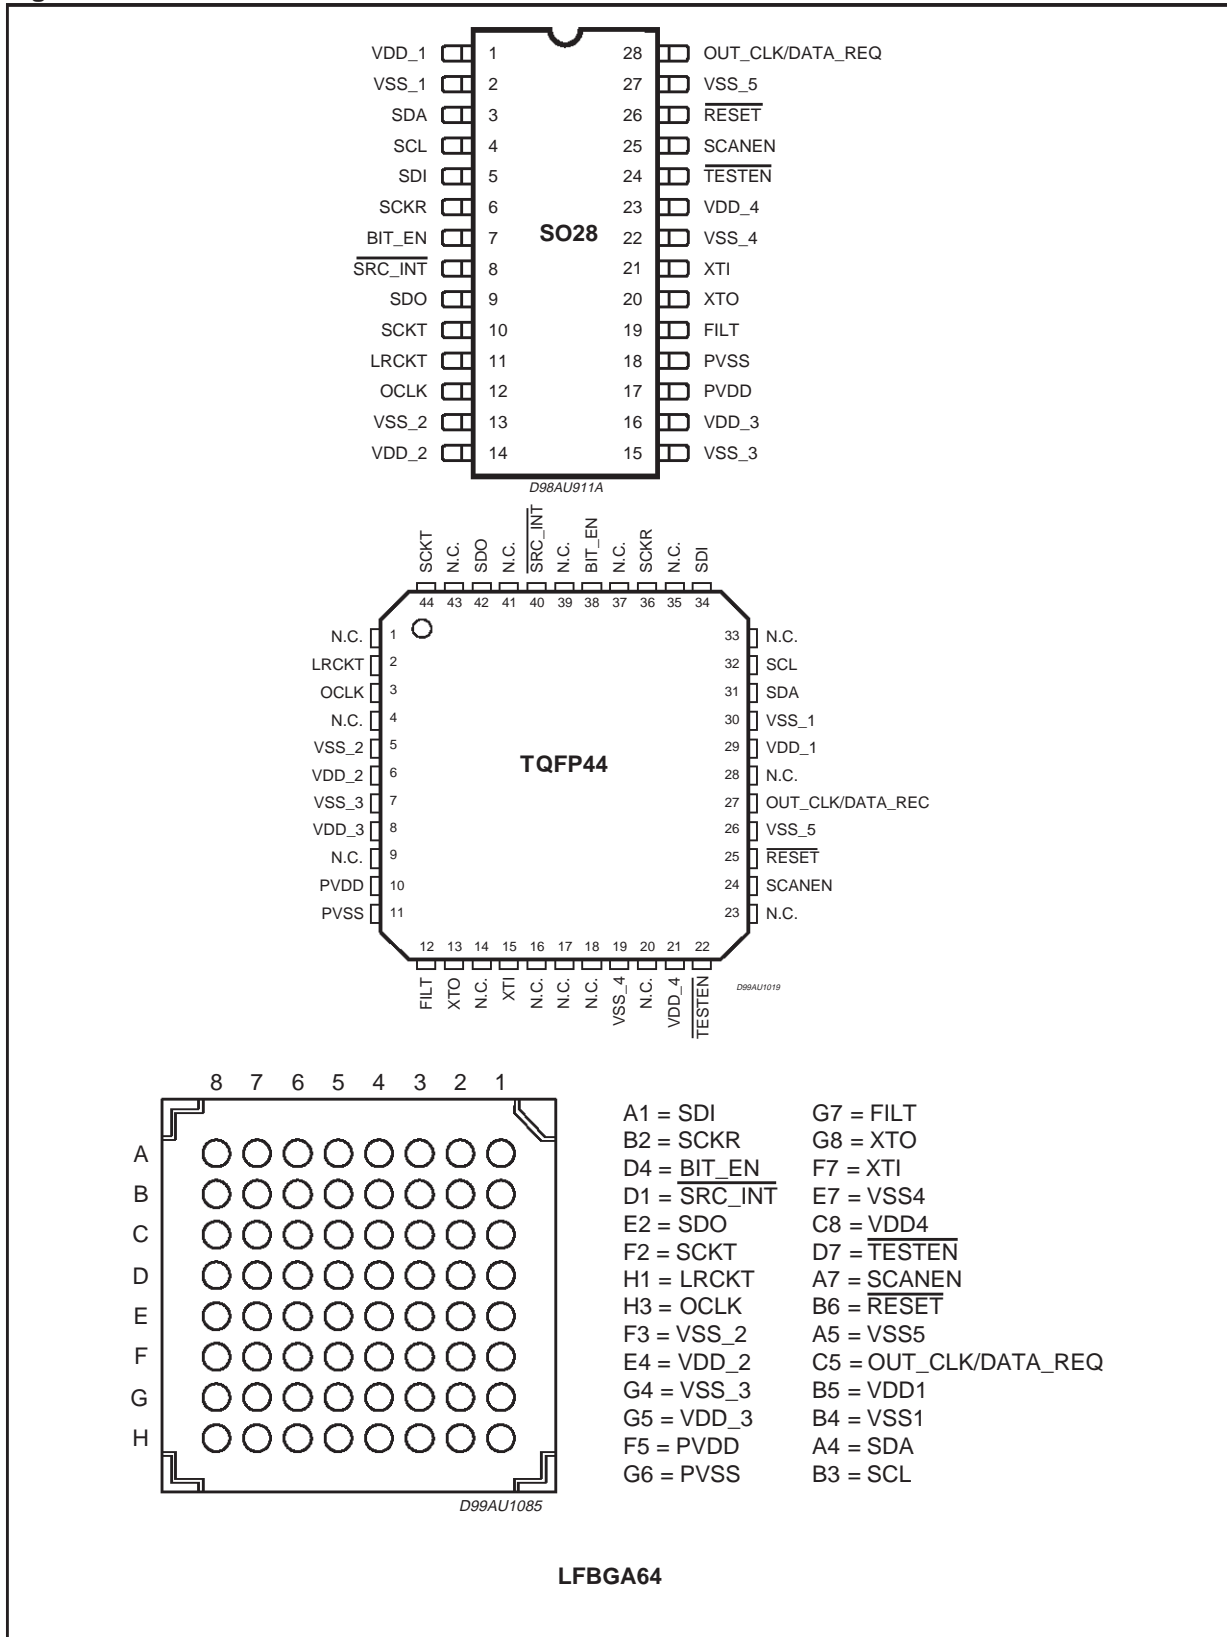 VDD_1 1 28 OUT_CLK/DATA_REQ
VSS_1 2 27 VSS_5
SDA 3 26 RESET
SCL 4 25 SCANEN
SDI 5 24 TESTEN
SCKR 6 23 VDD_4
BIT_EN 7 SO28 22 VSS_4
SRC_INT 8 21 XTI
SDO 9 20 XTO
SCKT 10 19 FILT
LRCKT 11 18 PVSS
OCLK 12 17 PVDD
VSS_2 13 16 VDD_3
VDD_2 14 15 VSS_3
D98AU911A
SCKT N.C. SDO N.C. SRC_INT N.C. BIT_EN N.C. SCKR N.C. SDI
44 43 42 41 40 39 38 37 36 35 34
N.C. 1 33 N.C.
LRCKT 2 32 SCL
OCLK 3 31 SDA
N.C. 4 30 VSS_1
VSS_2 5 29 VDD_1
TQFP44
VDD_2 6 28 N.C.
VSS_3 7 27 OUT_CLK/DATA_REC
VDD_3 8 26 VSS_5
N.C. 9 25 RESET
PVDD 10 24 SCANEN
PVSS 11 23 N.C.
12 13 14 15 16 17 18 19 20 21 22
FILT XTO N.C. XTI N.C. N.C. N.C. VSS_4 N.C. VDD_4 TESTEN
D99AU1019
8 7 6 5 4 3 2 1
A
B
C
D
E
F
G
H
D99AU1085
A1 = SDI
B2 = SCKR
D4 = BIT_EN
D1 = SRC_INT
E2 = SDO
F2 = SCKT
H1 = LRCKT
H3 = OCLK
F3 = VSS_2
E4 = VDD_2
G4 = VSS_3
G5 = VDD_3
F5 = PVDD
G6 = PVSS
G7 = FILT
G8 = XTO
F7 = XTI
E7 = VSS4
C8 = VDD4
D7 = TESTEN
A7 = SCANEN
B6 = RESET
A5 = VSS5
C5 = OUT_CLK/DATA_REQ
B5 = VDD1
B4 = VSS1
A4 = SDA
B3 = SCL
LFBGA64